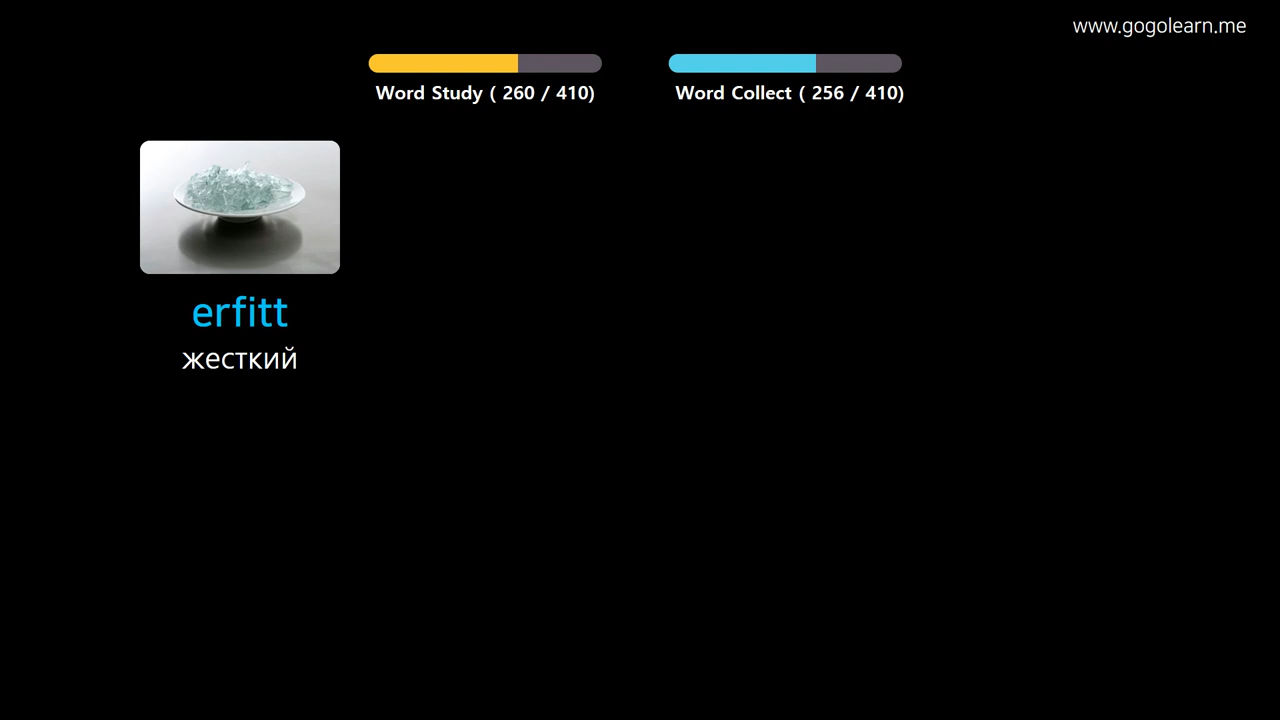 www.gogolearn.me
Word Study ( 260 / 410)
Word Collect ( 256 / 410)
erfitt
жесткий